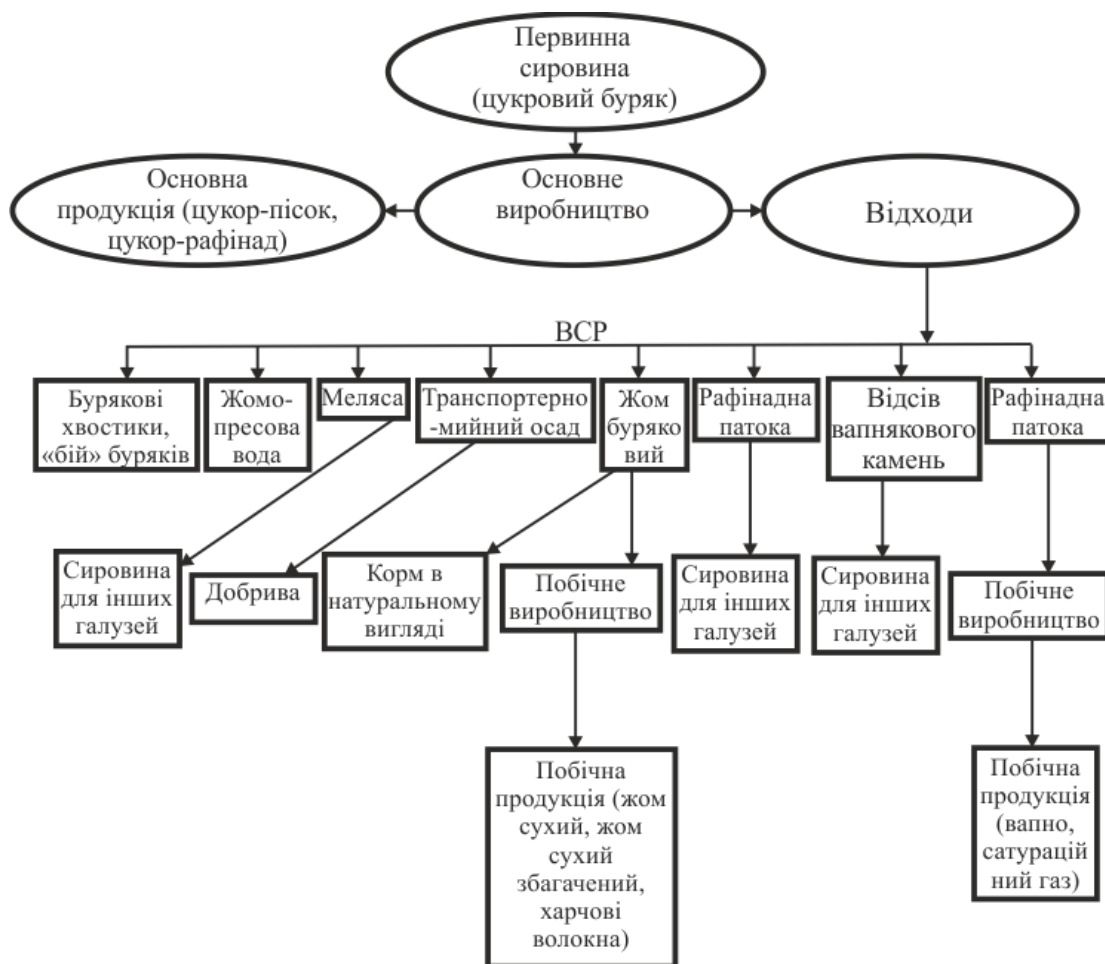 Первинна
сировина
(цукровий буряк)
Основна
продукція (цукор-пісок,
цукор-рафінад)
Основне
виробництво
Відходи
ВСР
Бурякові
хвостики,
«бій» буряків
Жомо-
пресова
вода
Меляса
Транспортерно
-мийний осад
Жом
буряко
вий
Рафінадна
патока
Відсів
вапнякового
камень
Рафінадна
патока
Сировина
для інших
галузей
Добрива
Корм в
натуральному
вигляді
Побічне
виробництво
Сировина
для інших
галузей
Сировина
для інших
галузей
Побічне
виробництво
Побічна
продукція (жом
сухий, жом
сухий
збагачений,
харчові
волокна)
Побічна
продукція
(вапно,
сатурацій
ний газ)